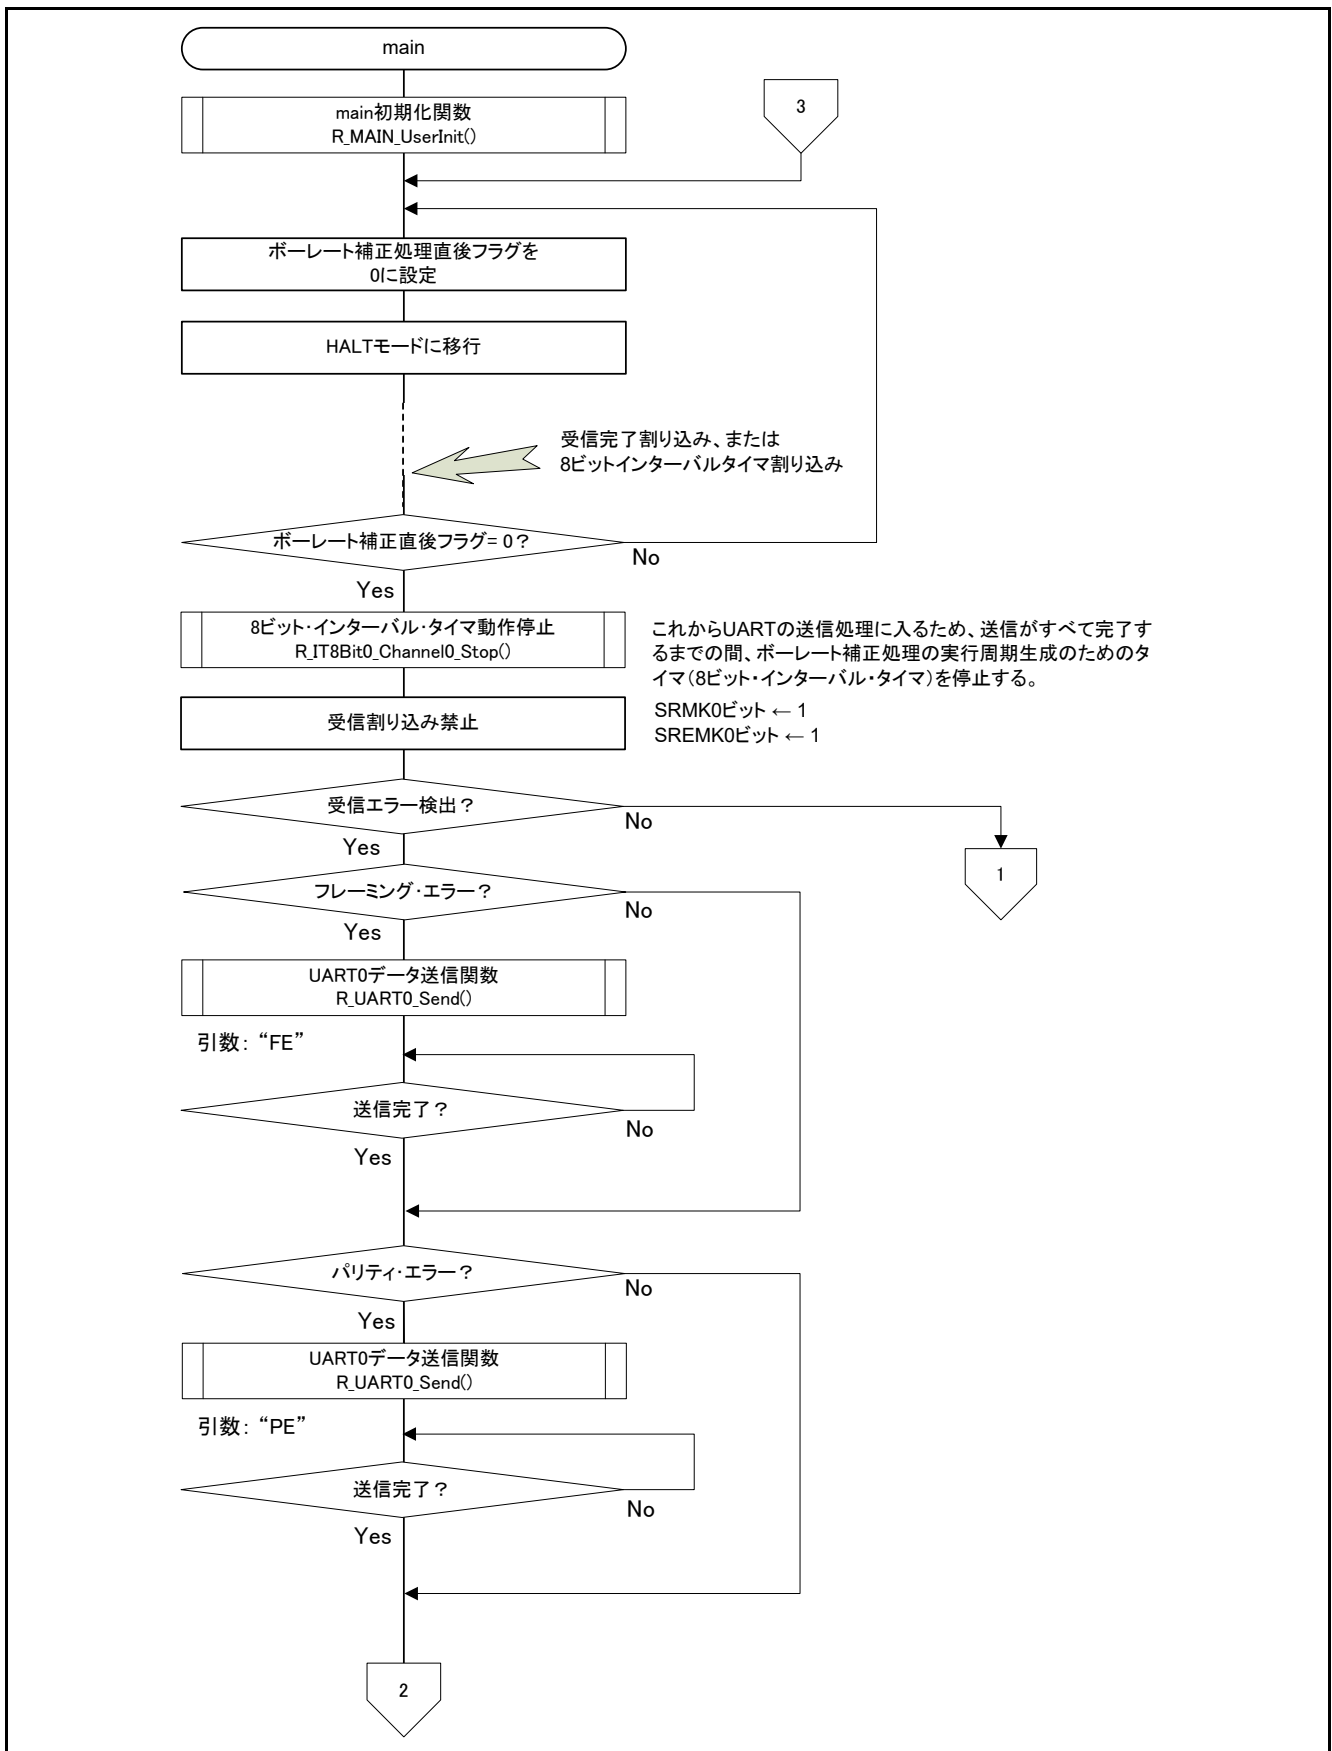 main
main初期化関数
R_MAIN_UserInit()
3
ボーレート補正処理直後フラグを
0に設定
HALTモードに移行
受信完了割り込み、または
8ビットインターバルタイマ割り込み
ボーレート補正直後フラグ= 0？
No
Yes
8ビット・インターバル・タイマ動作停止
R_IT8Bit0_Channel0_Stop()
これからUARTの送信処理に入るため、送信がすべて完了す
るまでの間、ボーレート補正処理の実行周期生成のためのタ
イマ（8ビット・インターバル・タイマ）を停止する。
受信割り込み禁止
SRMK0ビット ← 1
SREMK0ビット ← 1
受信エラー検出？
No
Yes
1
フレーミング・エラー？
No
Yes
UART0データ送信関数
R_UART0_Send()
引数： “FE”
送信完了？
No
Yes
パリティ・エラー？
No
Yes
UART0データ送信関数
R_UART0_Send()
引数： “PE”
送信完了？
No
Yes
2